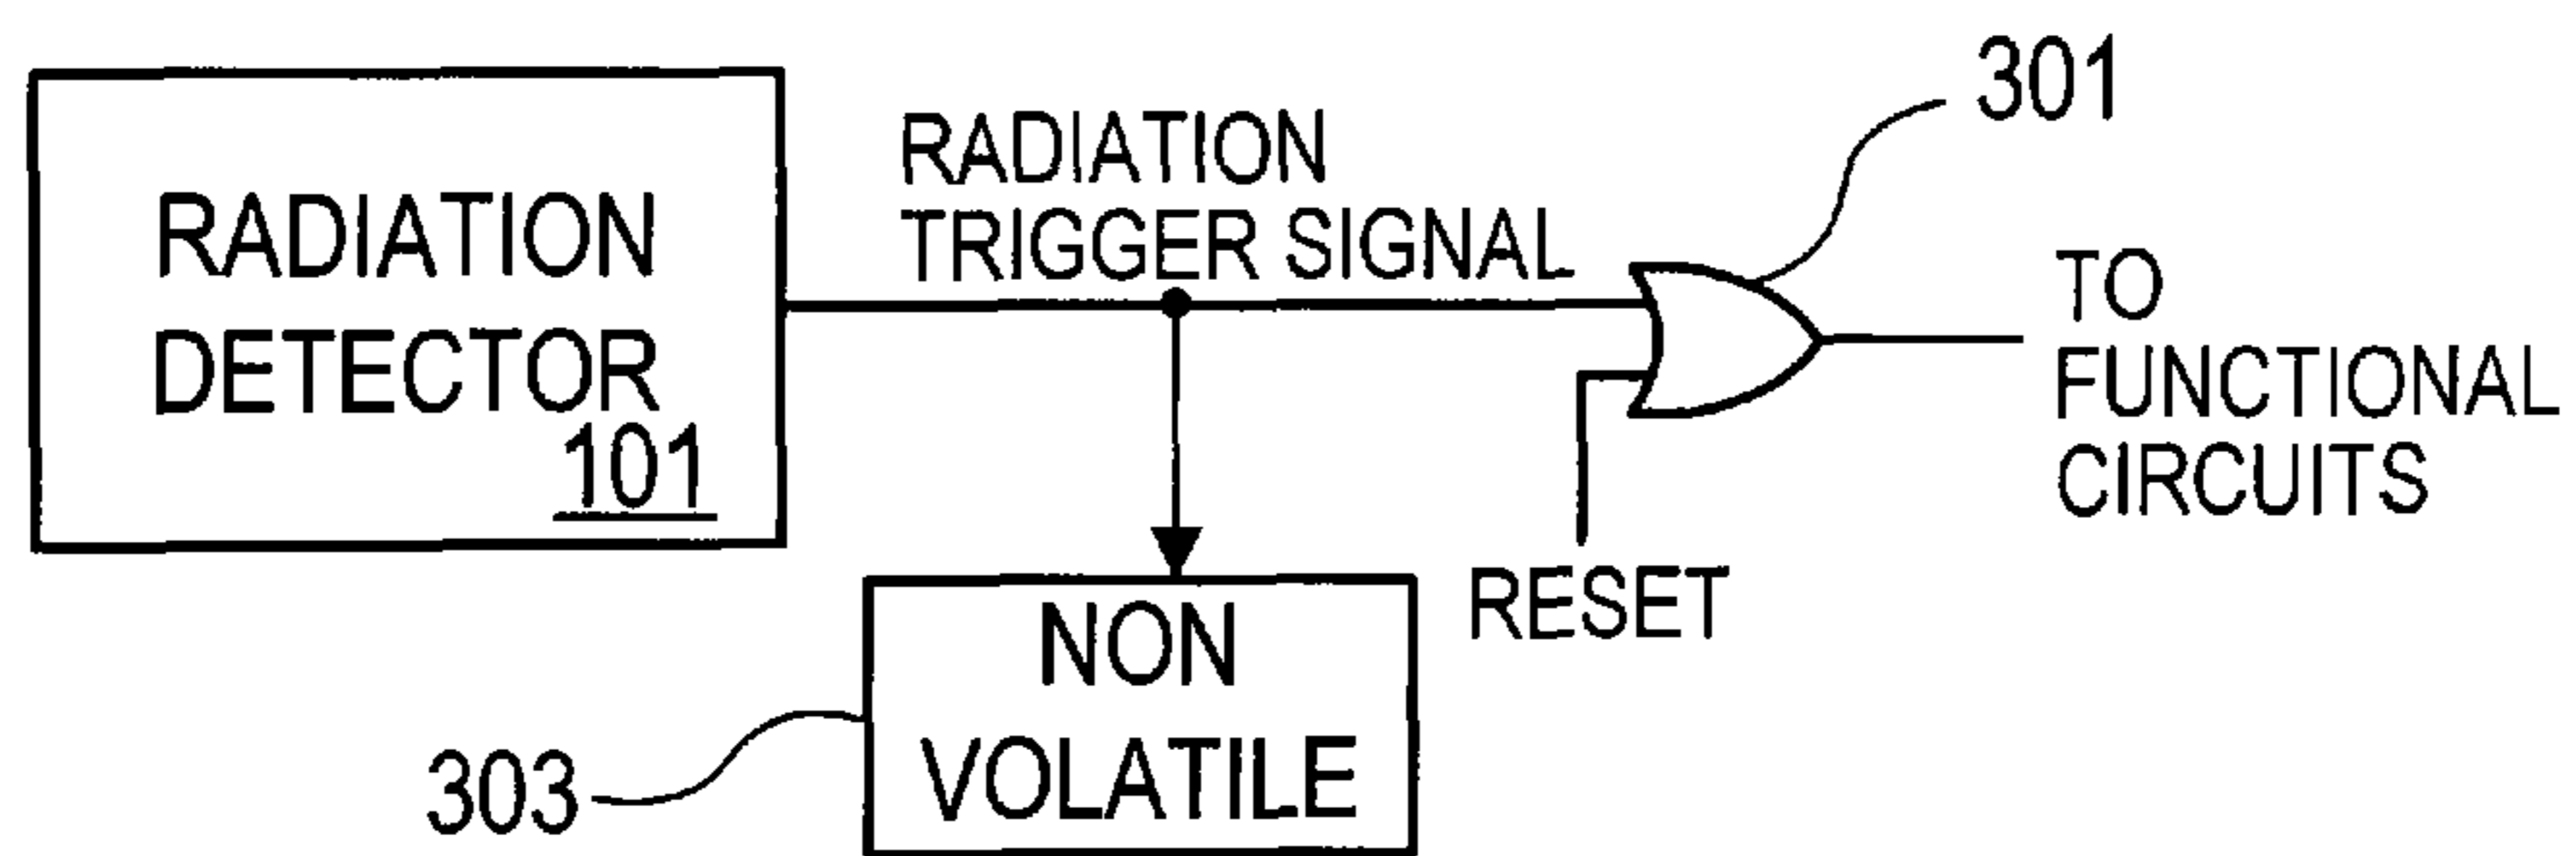 RADIATION
DETECTOR
101
RADIATION
TRIGGER SIGNAL
301
TO
FUNCTIONAL
CIRCUITS
RESET
NON
VOLATILE
303